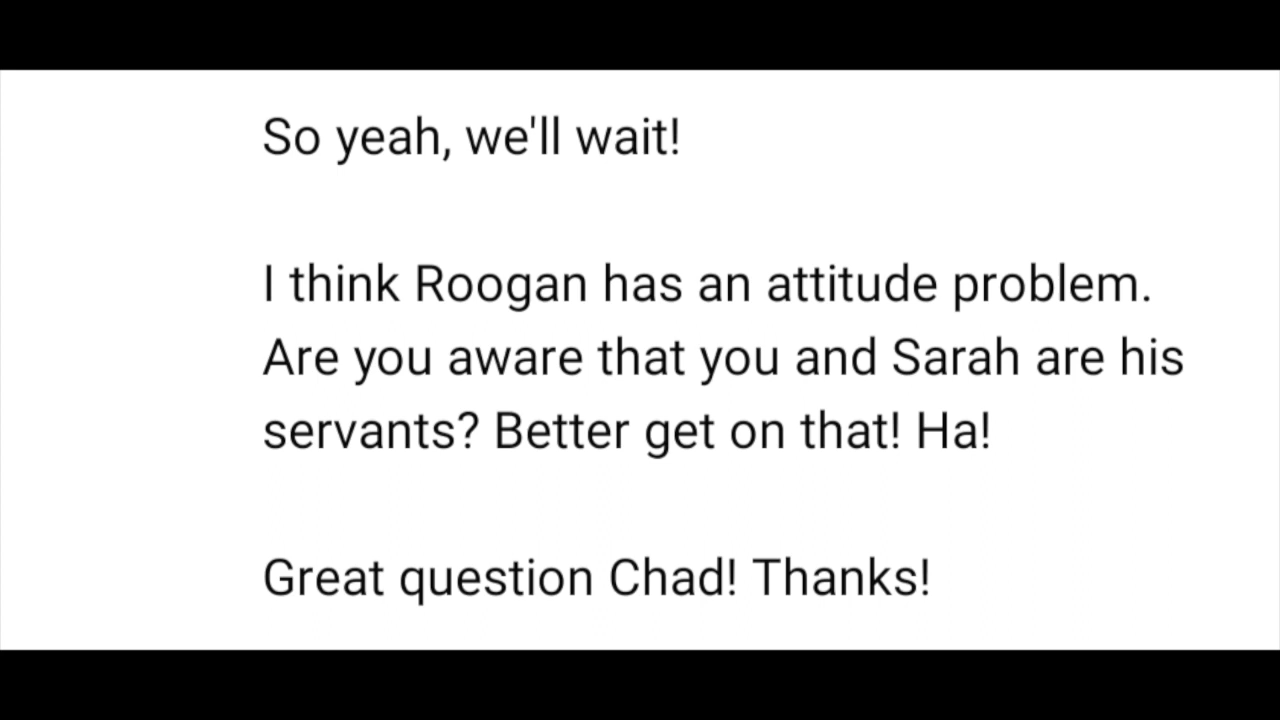 So yeah, we'll wait!
I think Roogan has an attitude problem.
Are you aware that you and Sarah are his
servants? Better get on that! Ha!
Great question Chad! Thanks!